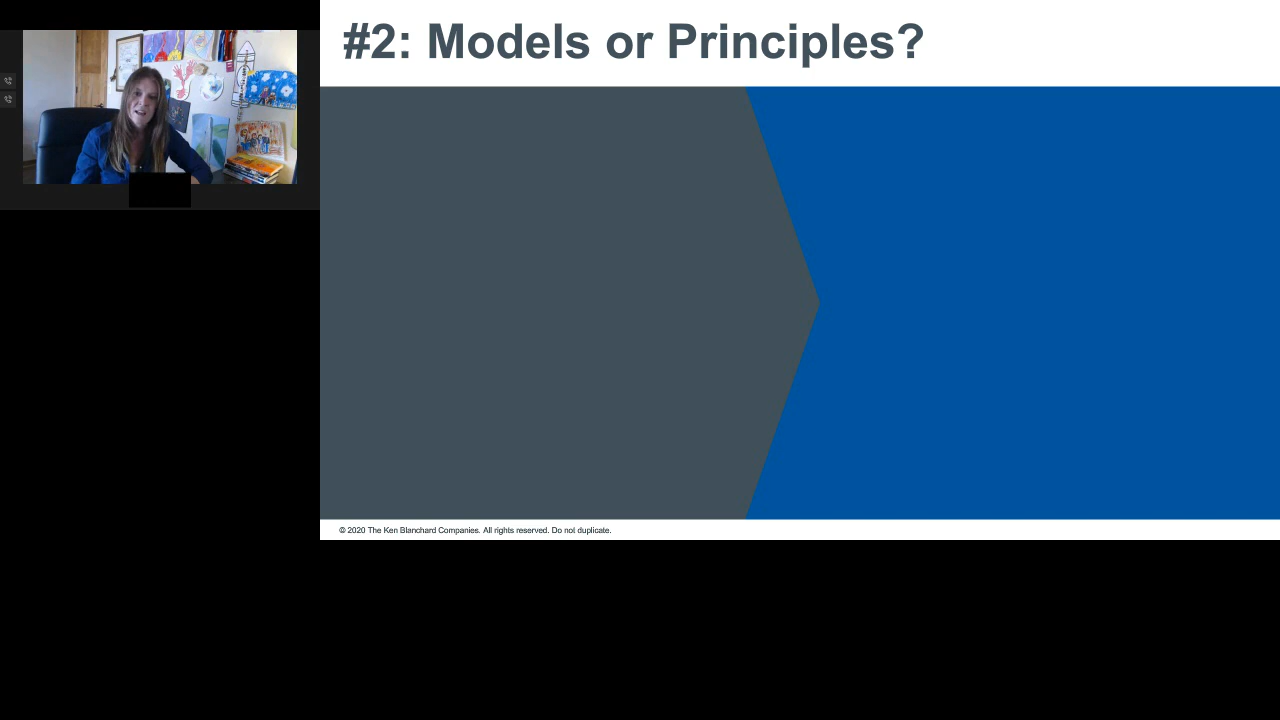 #2: Models or Principles?
© 2020 The Ken Blanchard Companies. All rights reserved. Do not duplicate.